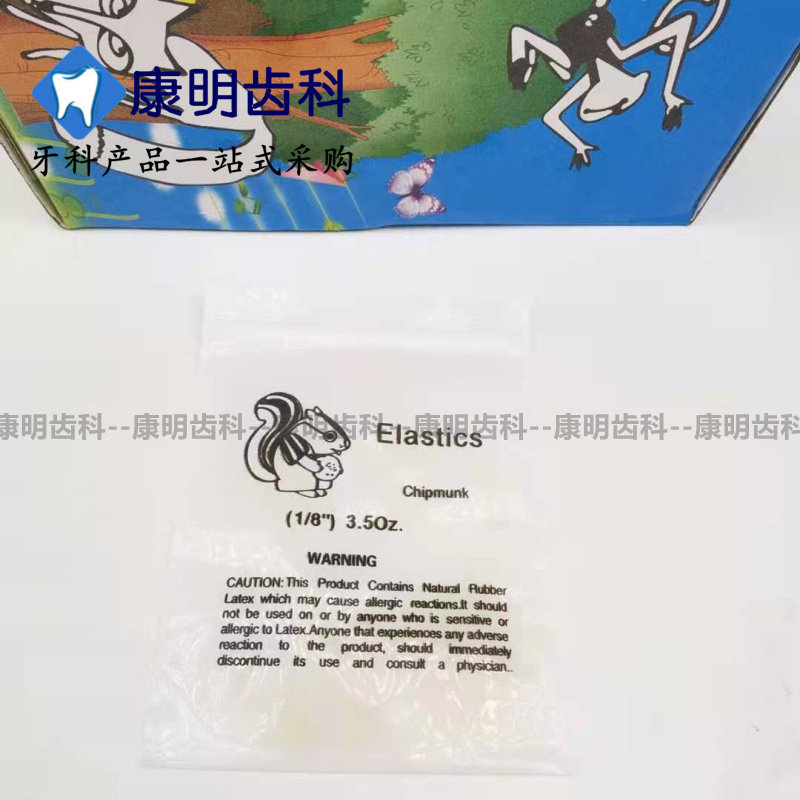 康明齿科
牙科产品一站式采购
康明齿科--康明齿科--康明齿科--康明齿科--康明齿科--康明齿科
Elastics
Chipmunk
(1/8") 3.5Oz.
WARNING
CAUTION: This Product Contains Natural Rubber
Latex which may cause allergic reactions.It should
not be used on or by anyone who is sensitive or
allergic to Latex.Anyone that experiences any adverse
reaction to the product, should immediately
discontinue its use and consult a physician..